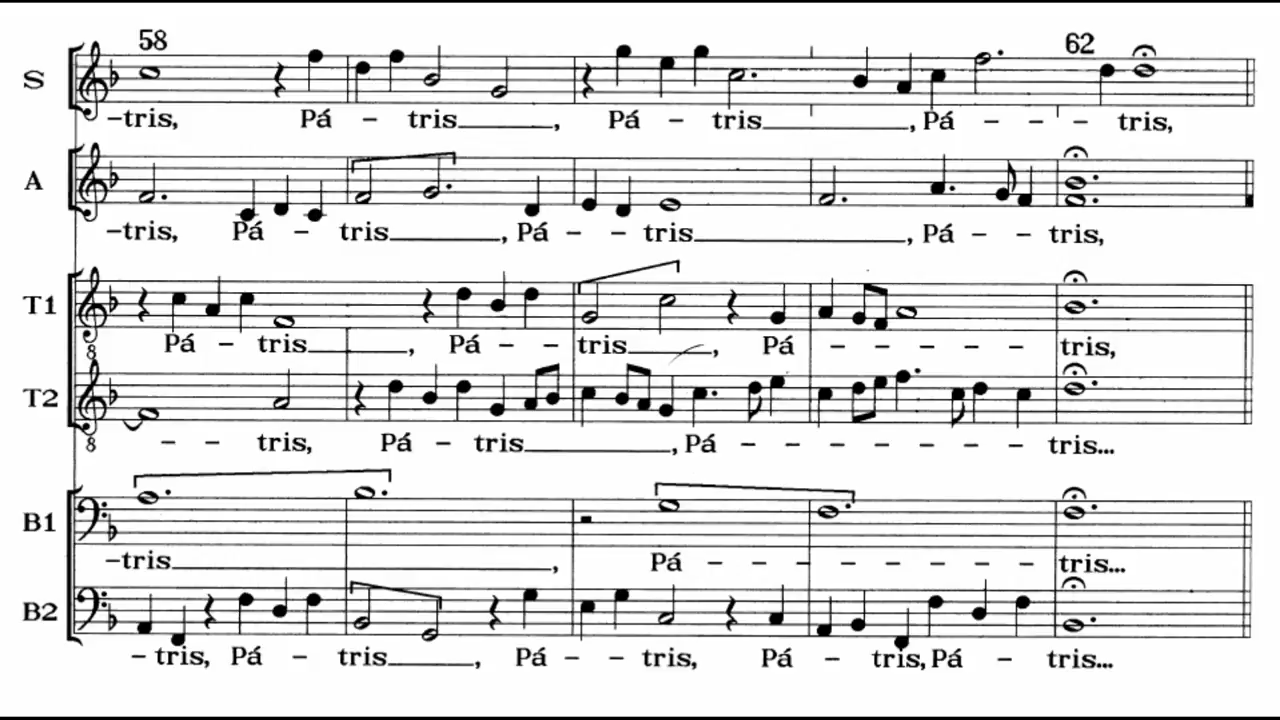 58 62
S
–tris, Pá – tris , Pá – tris , Pá – – – tris,
A
–tris, Pá – tris , Pá – – tris , Pá – – tris,
T1
8
Pá – tris , Pá – – tris , Pá – – – – – tris,
T2
8
– – tris, Pá – tris , Pá – – – – – – – – tris...
B1
–tris , Pá – – – – – – – – tris...
B2
– tris, Pá – tris , Pá – – tris, Pá – tris, Pá – tris...